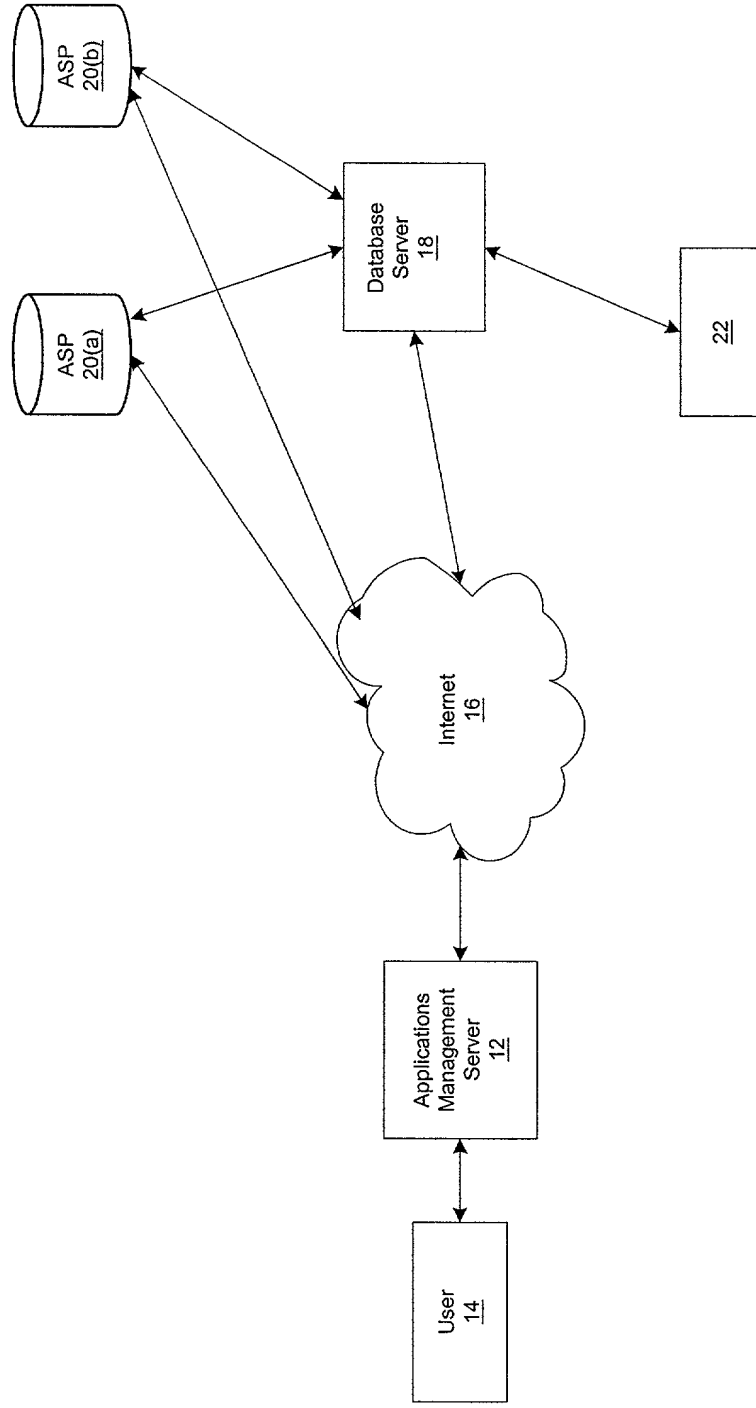 User
14
Applications
Management
Server
12
Internet
16
Database
Server
18
ASP
20(a)
ASP
20(b)
22